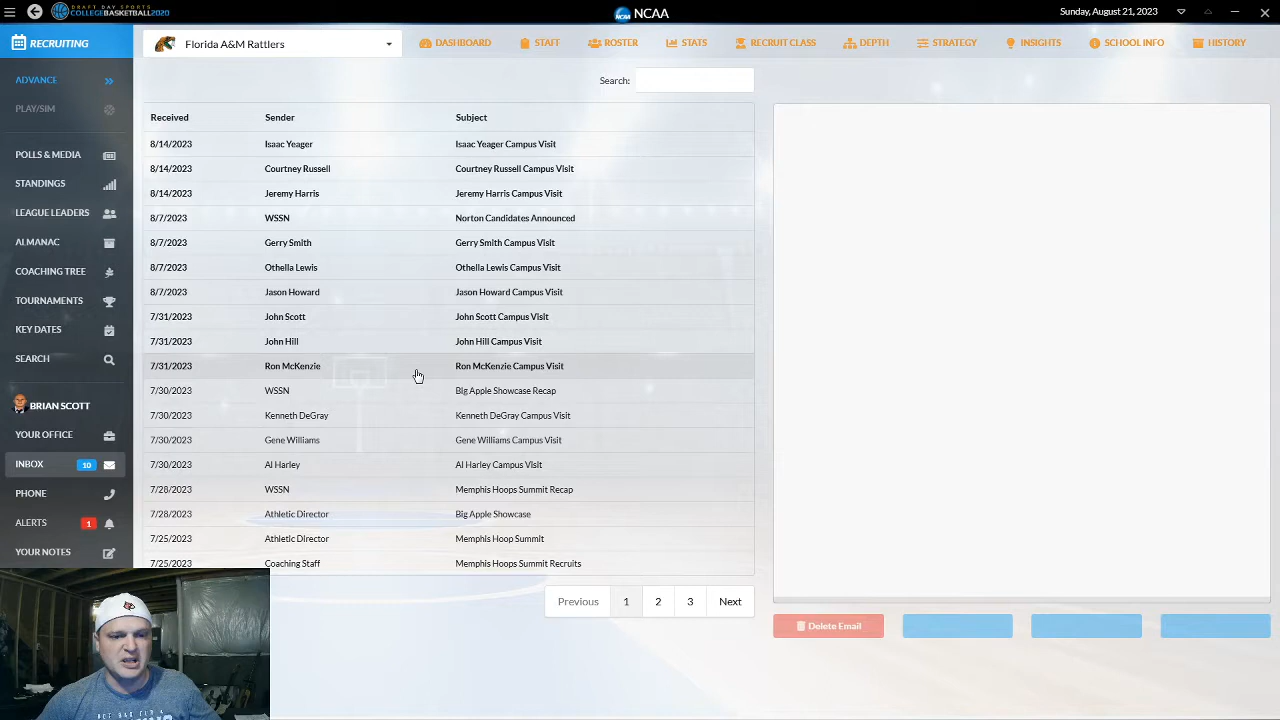 DRAFT DAY SPORTS
COLLEGE BASKETBALL 2020
NCAA
Sunday, August 21, 2023
RECRUITING
Florida A&M Rattlers
DASHBOARD STAFF ROSTER STATS RECRUIT CLASS DEPTH STRATEGY INSIGHTS SCHOOL INFO HISTORY
ADVANCE
PLAY/SIM
POLLS & MEDIA
STANDINGS
LEAGUE LEADERS
ALMANAC
COACHING TREE
TOURNAMENTS
KEY DATES
SEARCH
BRIAN SCOTT
YOUR OFFICE
INBOX 10
PHONE
ALERTS 1
YOUR NOTES
Search:
Received Sender Subject
8/14/2023 Isaac Yeager Isaac Yeager Campus Visit
8/14/2023 Courtney Russell Courtney Russell Campus Visit
8/14/2023 Jeremy Harris Jeremy Harris Campus Visit
8/7/2023 WSSN Norton Candidates Announced
8/7/2023 Gerry Smith Gerry Smith Campus Visit
8/7/2023 Othella Lewis Othella Lewis Campus Visit
8/7/2023 Jason Howard Jason Howard Campus Visit
7/31/2023 John Scott John Scott Campus Visit
7/31/2023 John Hill John Hill Campus Visit
7/31/2023 Ron McKenzie Ron McKenzie Campus Visit
7/30/2023 WSSN Big Apple Showcase Recap
7/30/2023 Kenneth DeGray Kenneth DeGray Campus Visit
7/30/2023 Gene Williams Gene Williams Campus Visit
7/30/2023 Al Harley Al Harley Campus Visit
7/28/2023 WSSN Memphis Hoops Summit Recap
7/28/2023 Athletic Director Big Apple Showcase
7/25/2023 Athletic Director Memphis Hoop Summit
7/25/2023 Coaching Staff Memphis Hoops Summit Recruits
Previous 1 2 3 Next
Delete Email